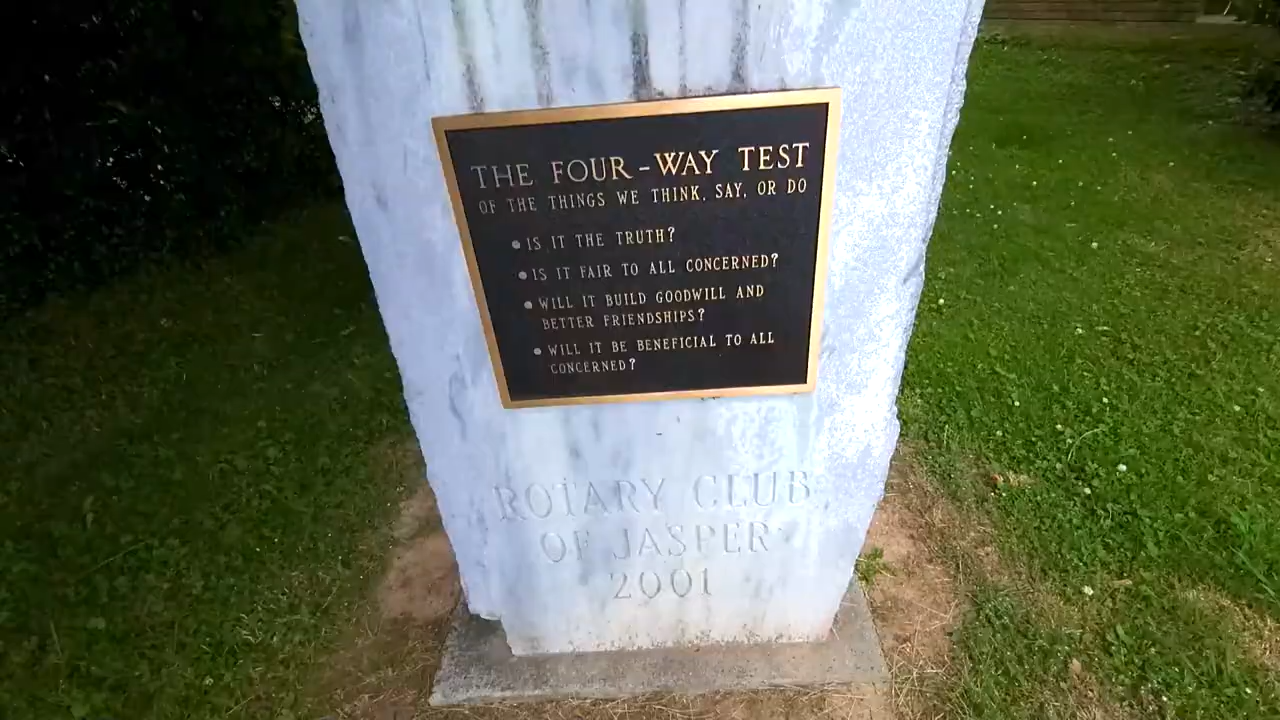 THE FOUR-WAY TEST
OF THE THINGS WE THINK, SAY, OR DO
• IS IT THE TRUTH?
• IS IT FAIR TO ALL CONCERNED?
• WILL IT BUILD GOODWILL AND
BETTER FRIENDSHIPS?
• WILL IT BE BENEFICIAL TO ALL
CONCERNED?
ROTARY CLUB
OF JASPER
2001